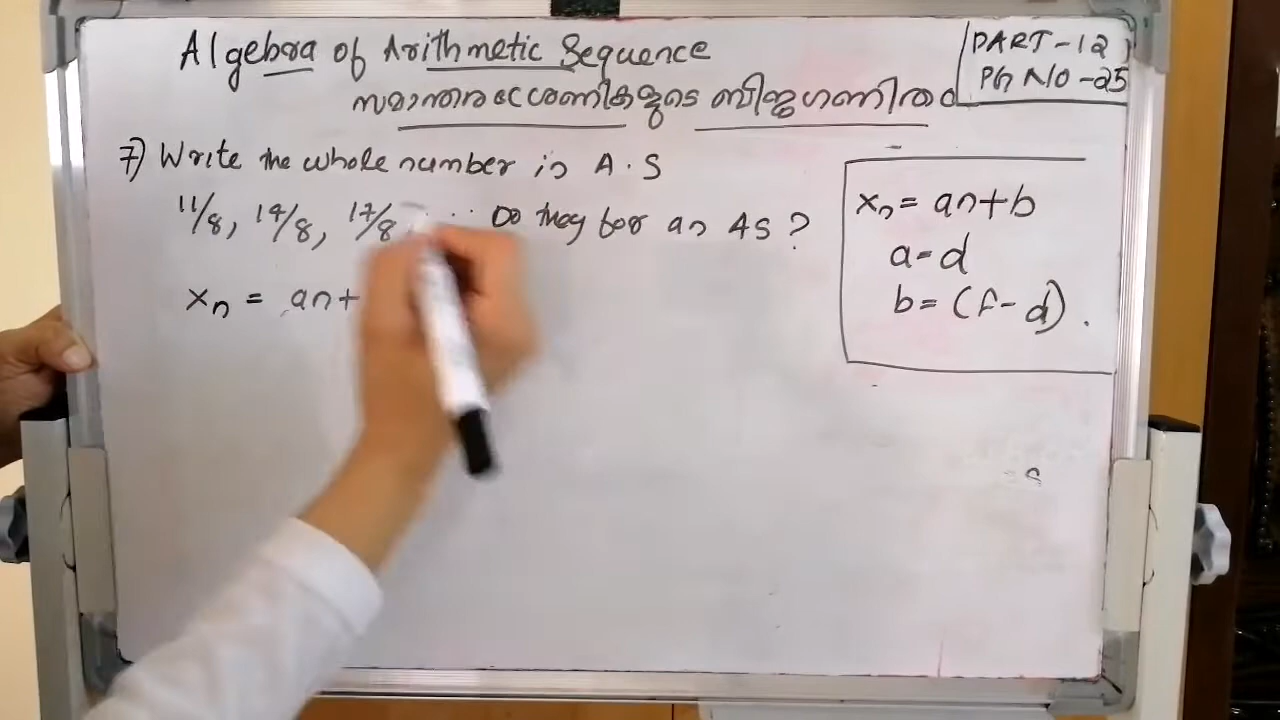 Algebra of Arithmetic Sequence
PART-12
PG NO-25
സമാന്തരശ്രേണികളുടെ ബീജഗണിതം
7) Write the whole number in A.S
11/8, 14/8, 17/8 ... Do they for an AS ?
xn = an+
xn = an+b
a=d
b= (f-d).